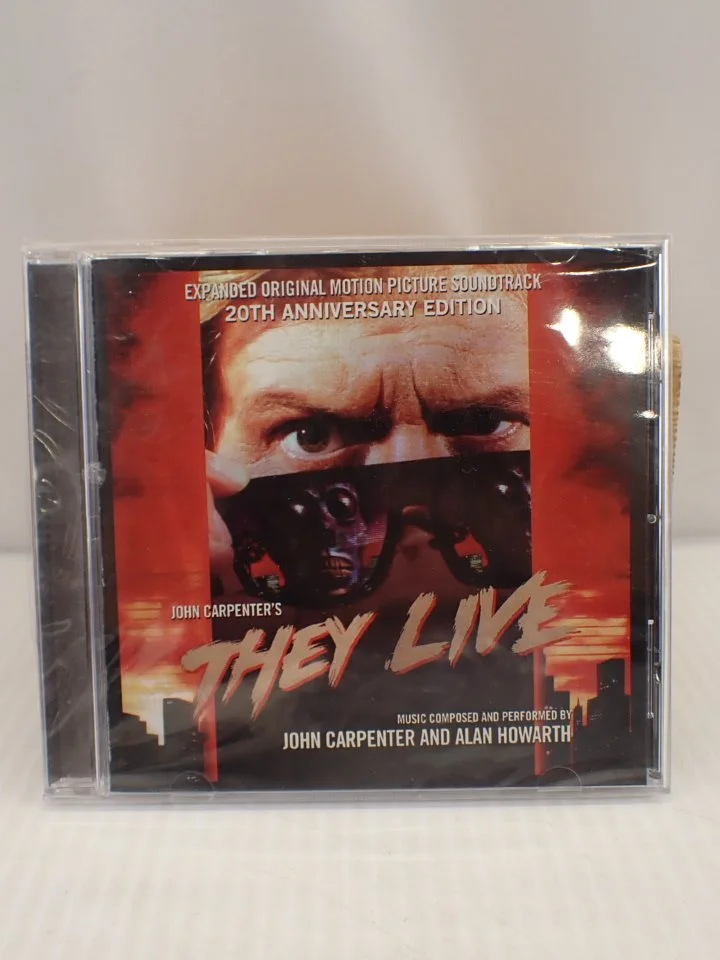 EXPANDED ORIGINAL MOTION PICTURE SOUNDTRACK
20TH ANNIVERSARY EDITION
JOHN CARPENTER'S
THEY LIVE
MUSIC COMPOSED AND PERFORMED BY
JOHN CARPENTER AND ALAN HOWARTH